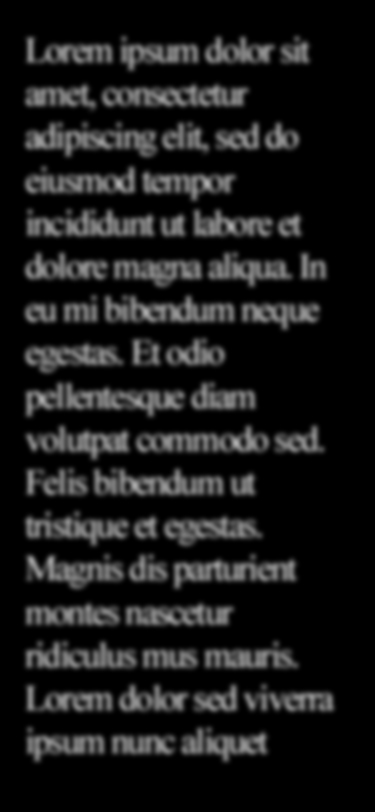 Lorem ipsum dolor sit
amet, consectetur
adipiscing elit, sed do
eiusmod tempor
incididunt ut labore et
dolore magna aliqua. In
eu mi bibendum neque
egestas. Et odio
pellentesque diam
volutpat commodo sed.
Felis bibendum ut
tristique et egestas.
Magnis dis parturient
montes nascetur
ridiculus mus mauris.
Lorem dolor sed viverra
ipsum nunc aliquet